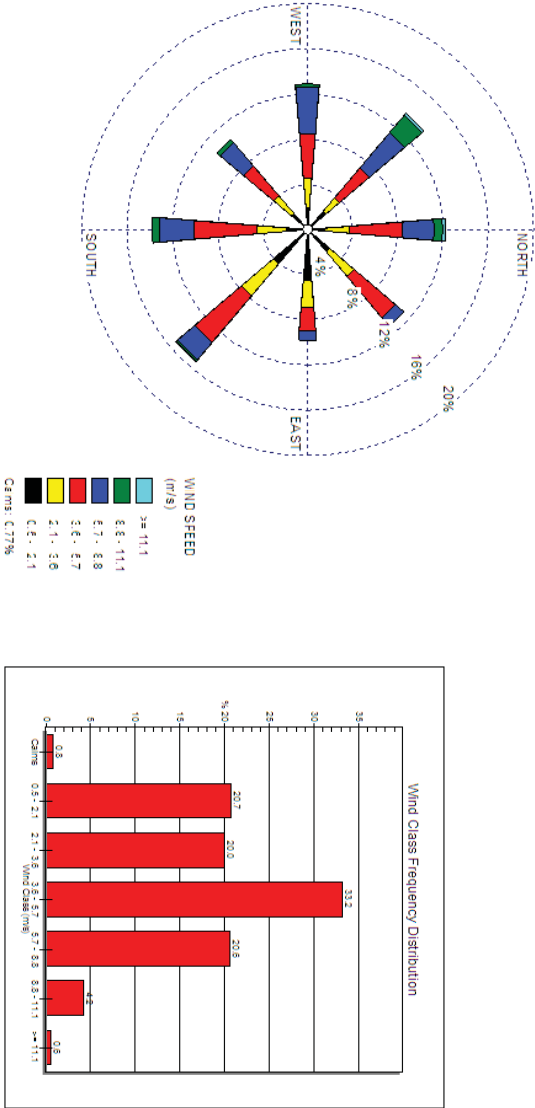 NORTH
WEST
EAST
SOUTH
4%
8%
12%
16%
20%
WIND SPEED
(m/s)
>= 11.1
8.8 - 11.1
5.7 - 8.8
3.6 - 5.7
2.1 - 3.6
0.5 - 2.1
Calms: 0.77%
Wind Class Frequency Distribution
%
35
30
25
20
15
10
5
0
0.8
20.7
20.0
33.2
20.6
4.2
0.6
Calms
0.5 - 2.1
2.1 - 3.6
3.6 - 5.7
5.7 - 8.8
8.8 - 11.1
>= 11.1
Wind Class (m/s)